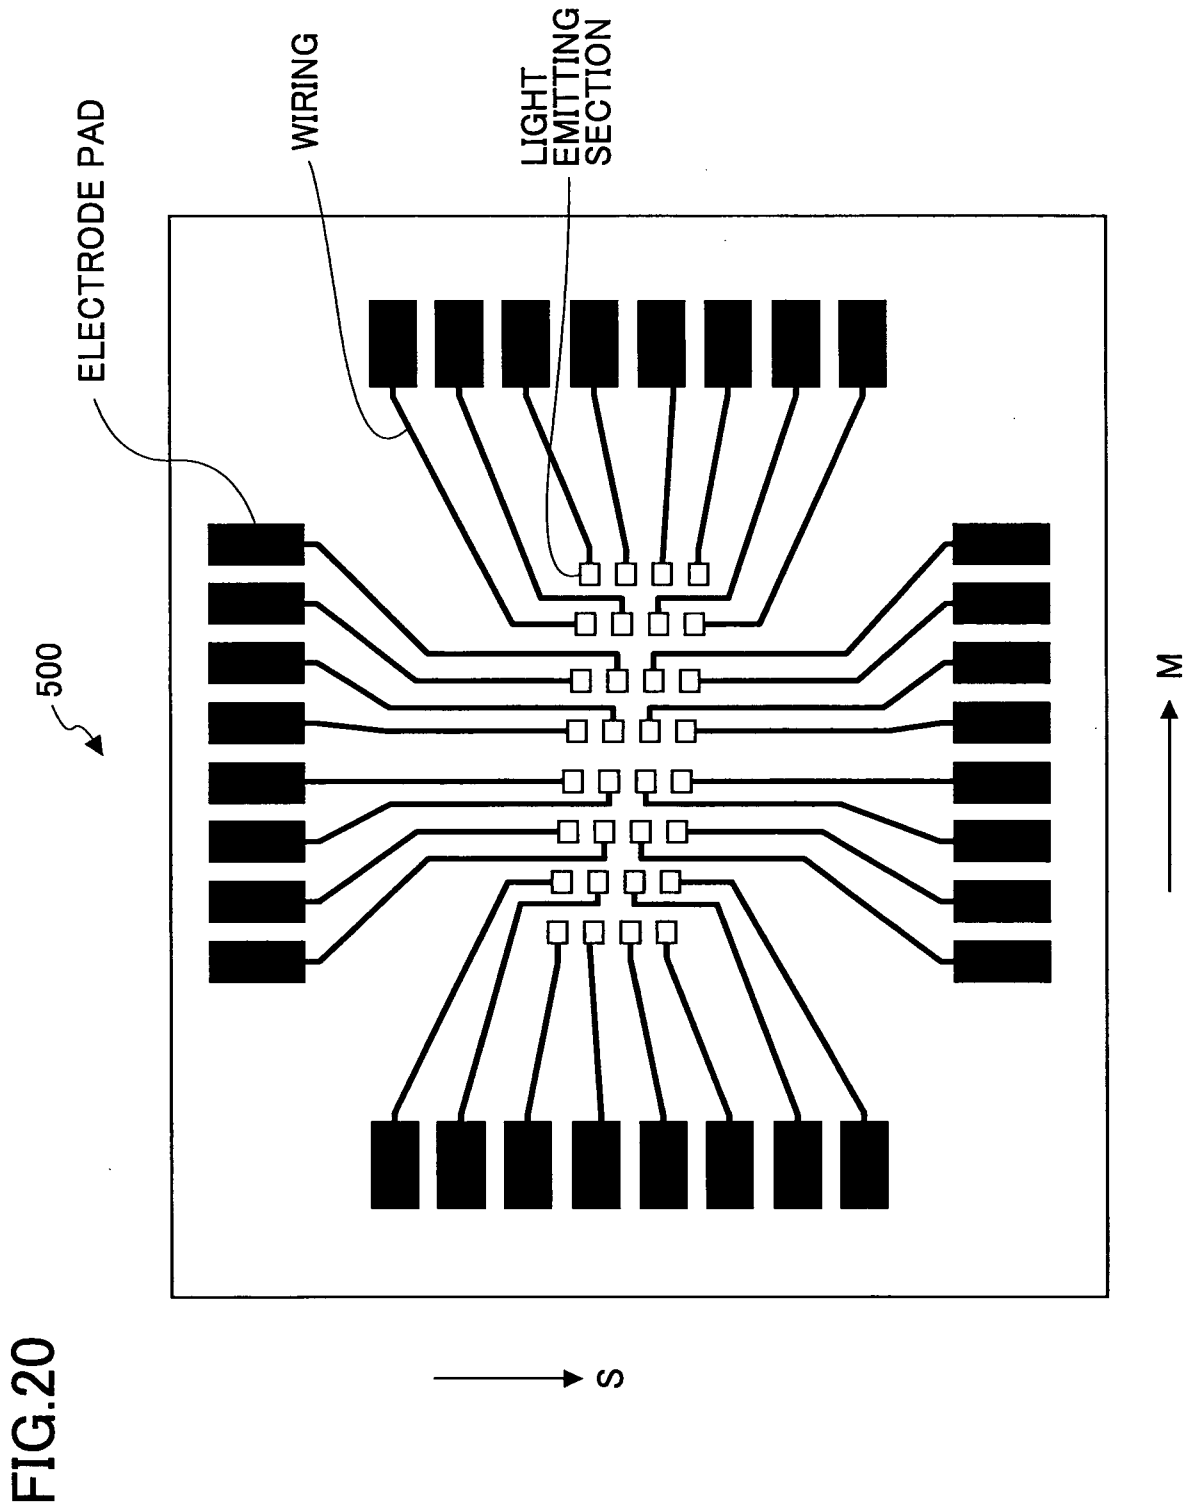 FIG.20
500
ELECTRODE PAD
WIRING
LIGHT
EMITTING
SECTION
S
M